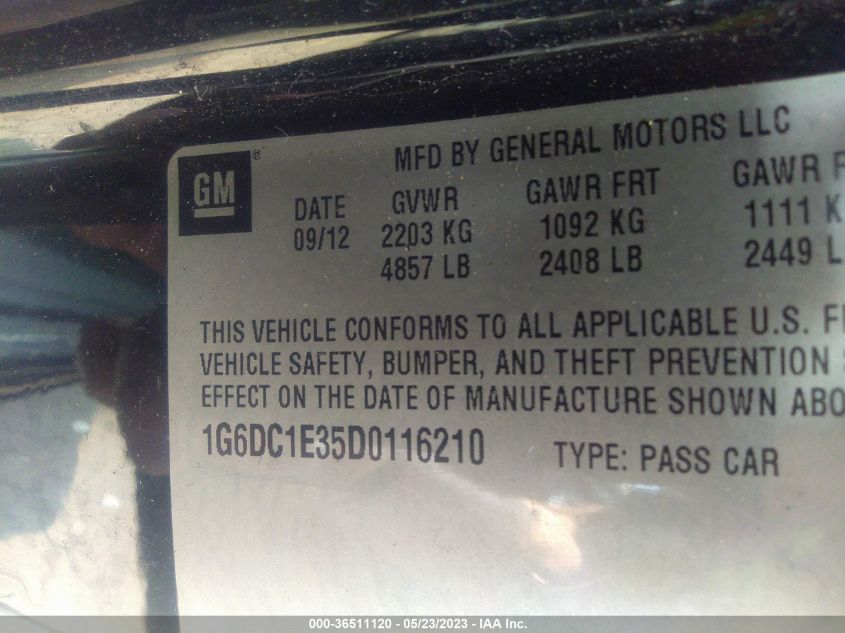 MFD BY GENERAL MOTORS LLC
GM
DATE GVWR GAWR FRT GAWR
09/12 2203 KG 1092 KG 1111 K
4857 LB 2408 LB 2449 L
THIS VEHICLE CONFORMS TO ALL APPLICABLE U.S. F
VEHICLE SAFETY, BUMPER, AND THEFT PREVENTION
EFFECT ON THE DATE OF MANUFACTURE SHOWN ABO
1G6DC1E35D0116210 TYPE: PASS CAR
000-36511120 — 05/23/2023 - © IAA Inc.